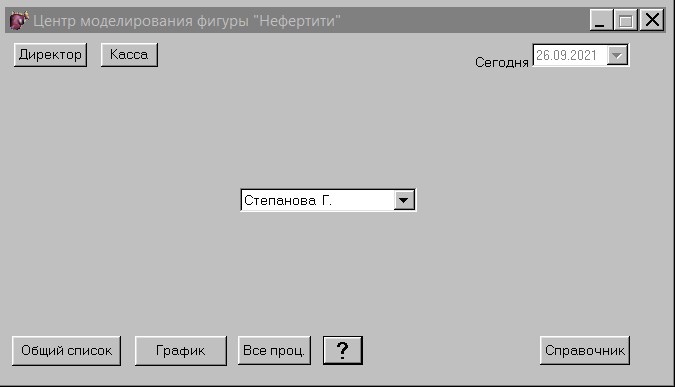 Центр моделирования фигуры "Нефертити"
Директор
Касса
Сегодня 26.09.2021
Степанова Г.
Общий список
График
Все проц.
?
Справочник